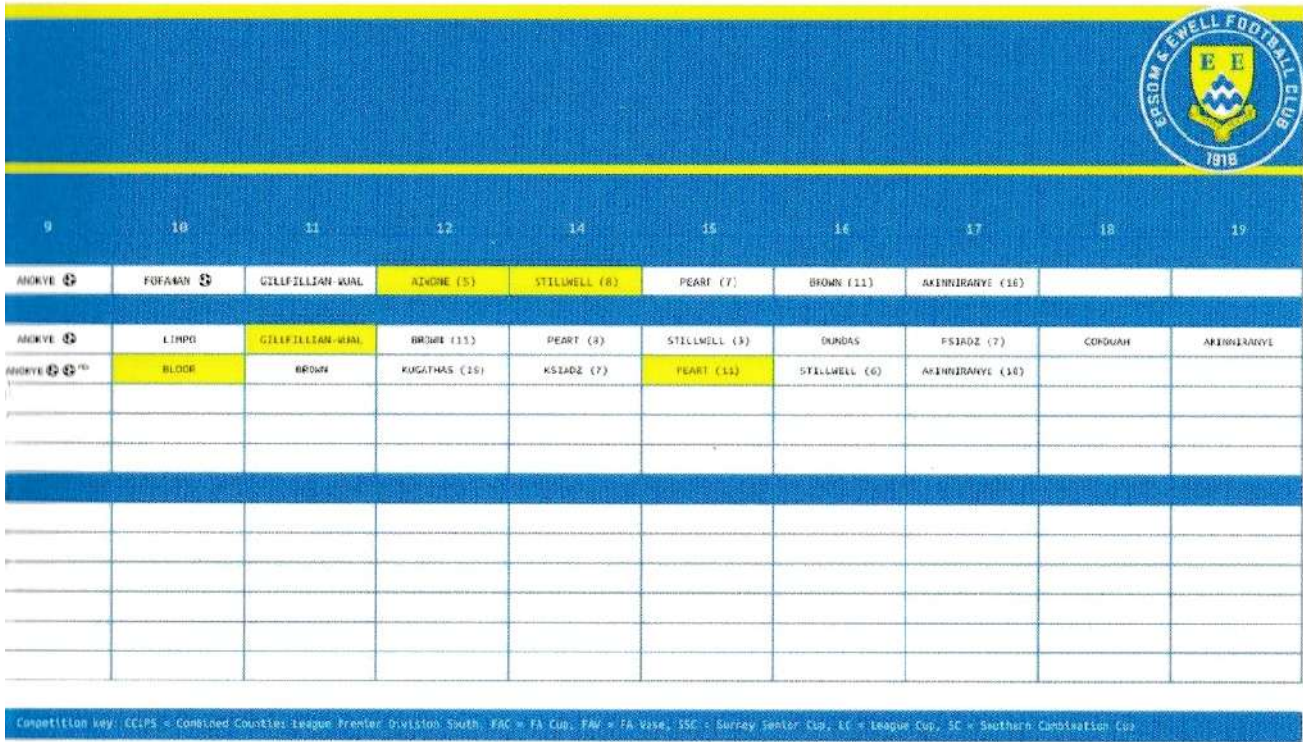 EPSOM & EWELL FOOTBALL CLUB
E E
1918
9 10 11 12 14 15 16 17 18 19
ANOKYE GILLFILLIAN-WUAL AIWONE (5) STILLWELL (8) PEART (7) BROWN (11) AKINNIRANYE (16)
ANOKYE LIMPO GILLFILLIAN-WUAL BROWN (11) PEART (8) STILLWELL (3) DUNDAS KSIADZ (7) CORDUAH AKINNIRANYE
ANOKYE BLOOR BROWN KUGATHAS (16) KSIADZ (7) PEART (11) STILLWELL (6) AKINNIRANYE (10)
Competition key: CCLPS = Combined Counties League Premier Division South, FAC = FA Cup, FAV = FA Vase, SSC = Surrey Senior Cup, LC = League Cup, SC = Southern Combination Cup